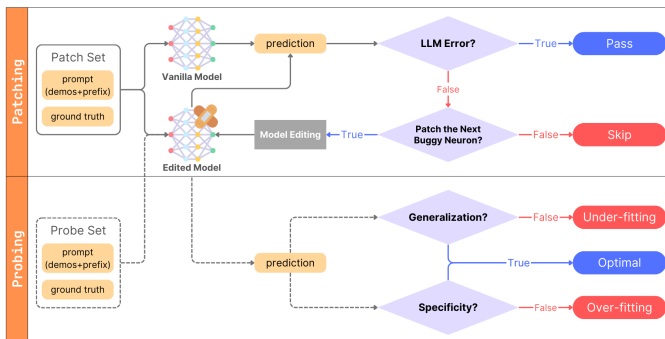 Patching
Patch Set
prompt
(demos+prefix)
ground truth
Vanilla Model
prediction
LLM Error?
True
Pass
False
Edited Model
Model Editing
True
Patch the Next
Buggy Neuron?
False
Skip
Probing
Probe Set
prompt
(demos+prefix)
ground truth
prediction
Generalization?
False
Under-fitting
True
Optimal
Specificity?
False
Over-fitting